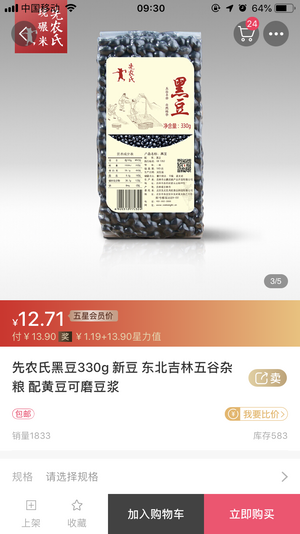 中国移动
09:30
64%
先农氏
现碾米
24
先农氏
黑豆
净含量:330g
3/5
¥12.71 五星会员价
付¥13.90 奖 ¥1.19+13.90星力值
先农氏黑豆330g 新豆 东北吉林五谷杂
粮 配黄豆可磨豆浆
卖
包邮
我要比价>
销量1833
库存583
规格 请选择规格
上架
收藏
加入购物车
立即购买